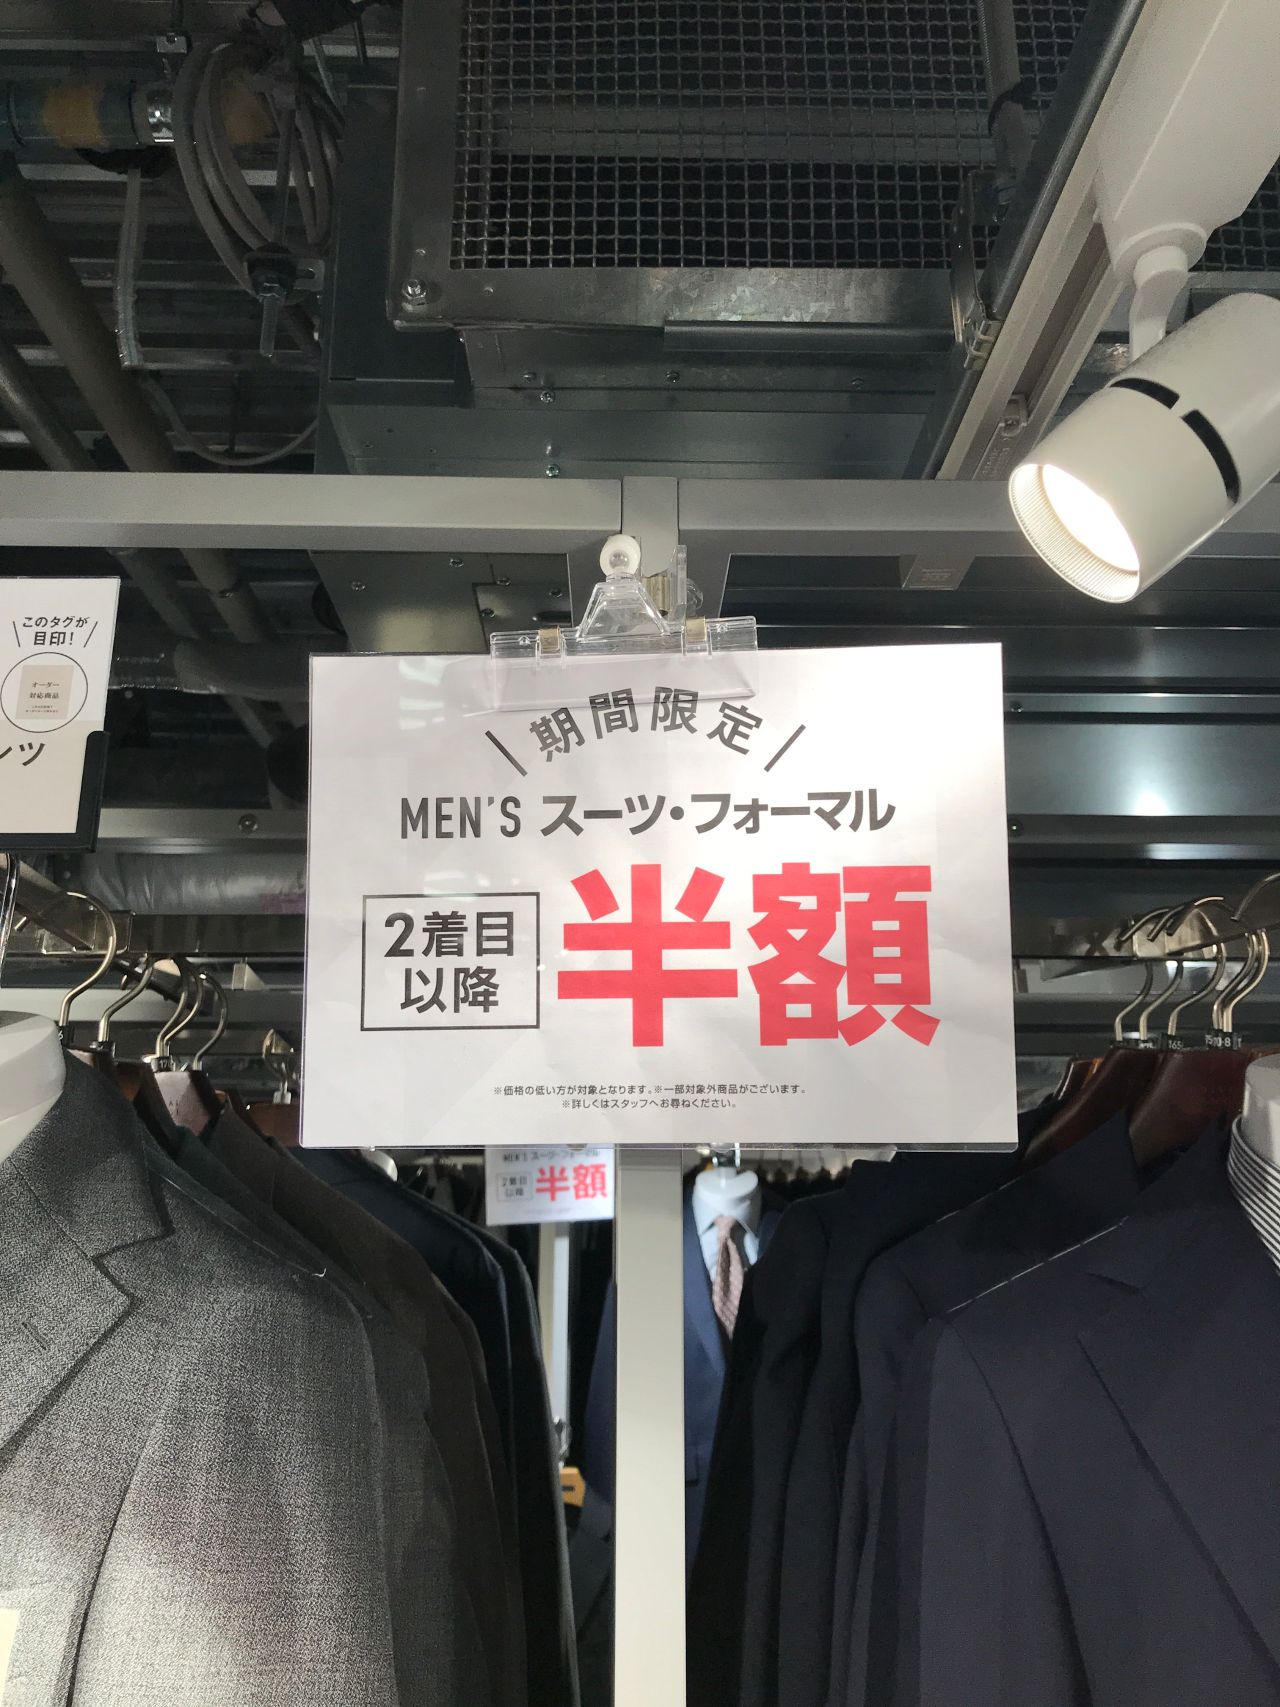 このタグが
目印！
オーダー
対応商品
ンツ
期間限定
MEN'S スーツ・フォーマル
2着目
以降
半額
※価格の低い方が対象となります。※一部対象外商品がございます。
※詳しくはスタッフへお尋ねください。
MEN'S スーツ・フォーマル
2着目
以降
半額
165